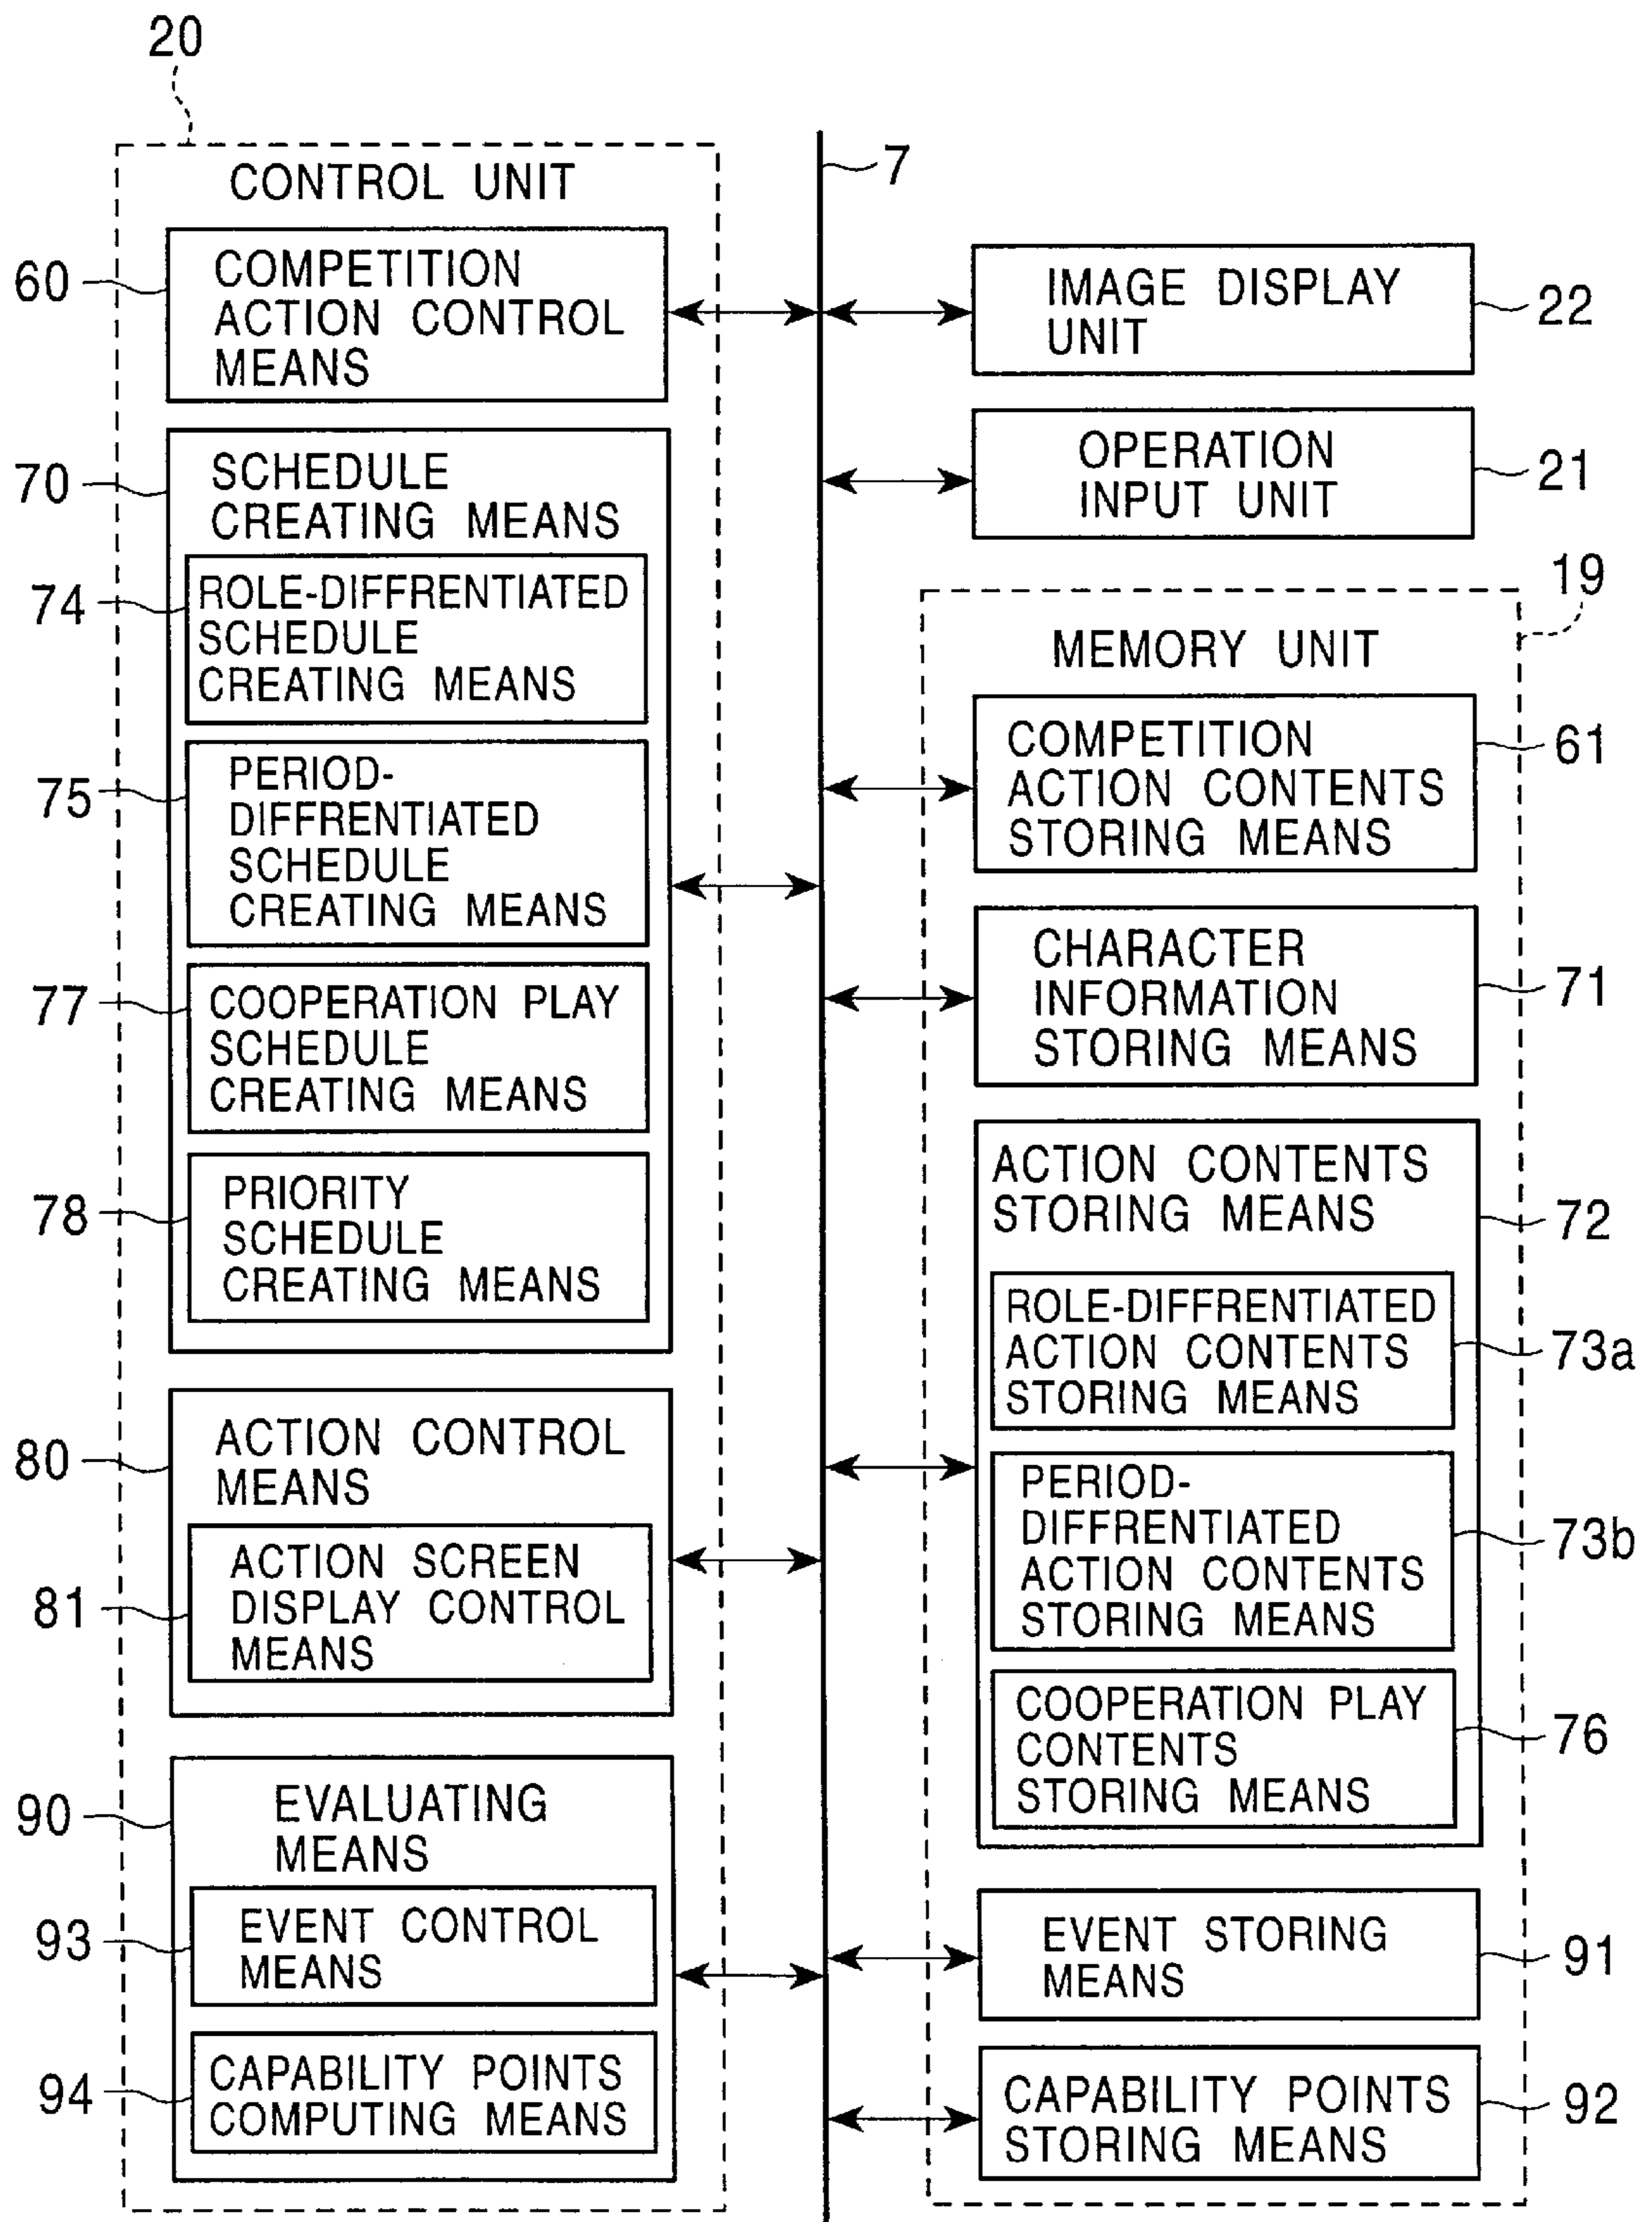 20
CONTROL UNIT
60
COMPETITION
ACTION CONTROL
MEANS
70
SCHEDULE
CREATING MEANS
74
ROLE-DIFFRENTIATED
SCHEDULE
CREATING MEANS
75
PERIOD-
DIFFRENTIATED
SCHEDULE
CREATING MEANS
77
COOPERATION PLAY
SCHEDULE
CREATING MEANS
78
PRIORITY
SCHEDULE
CREATING MEANS
80
ACTION CONTROL
MEANS
81
ACTION SCREEN
DISPLAY CONTROL
MEANS
90
EVALUATING
MEANS
93
EVENT CONTROL
MEANS
94
CAPABILITY POINTS
COMPUTING MEANS
7
IMAGE DISPLAY
UNIT
22
OPERATION
INPUT UNIT
21
19
MEMORY UNIT
COMPETITION
ACTION CONTENTS
STORING MEANS
61
CHARACTER
INFORMATION
STORING MEANS
71
ACTION CONTENTS
STORING MEANS
72
ROLE-DIFFRENTIATED
ACTION CONTENTS
STORING MEANS
73a
PERIOD-
DIFFRENTIATED
ACTION CONTENTS
STORING MEANS
73b
COOPERATION PLAY
CONTENTS
STORING MEANS
76
EVENT STORING
MEANS
91
CAPABILITY POINTS
STORING MEANS
92